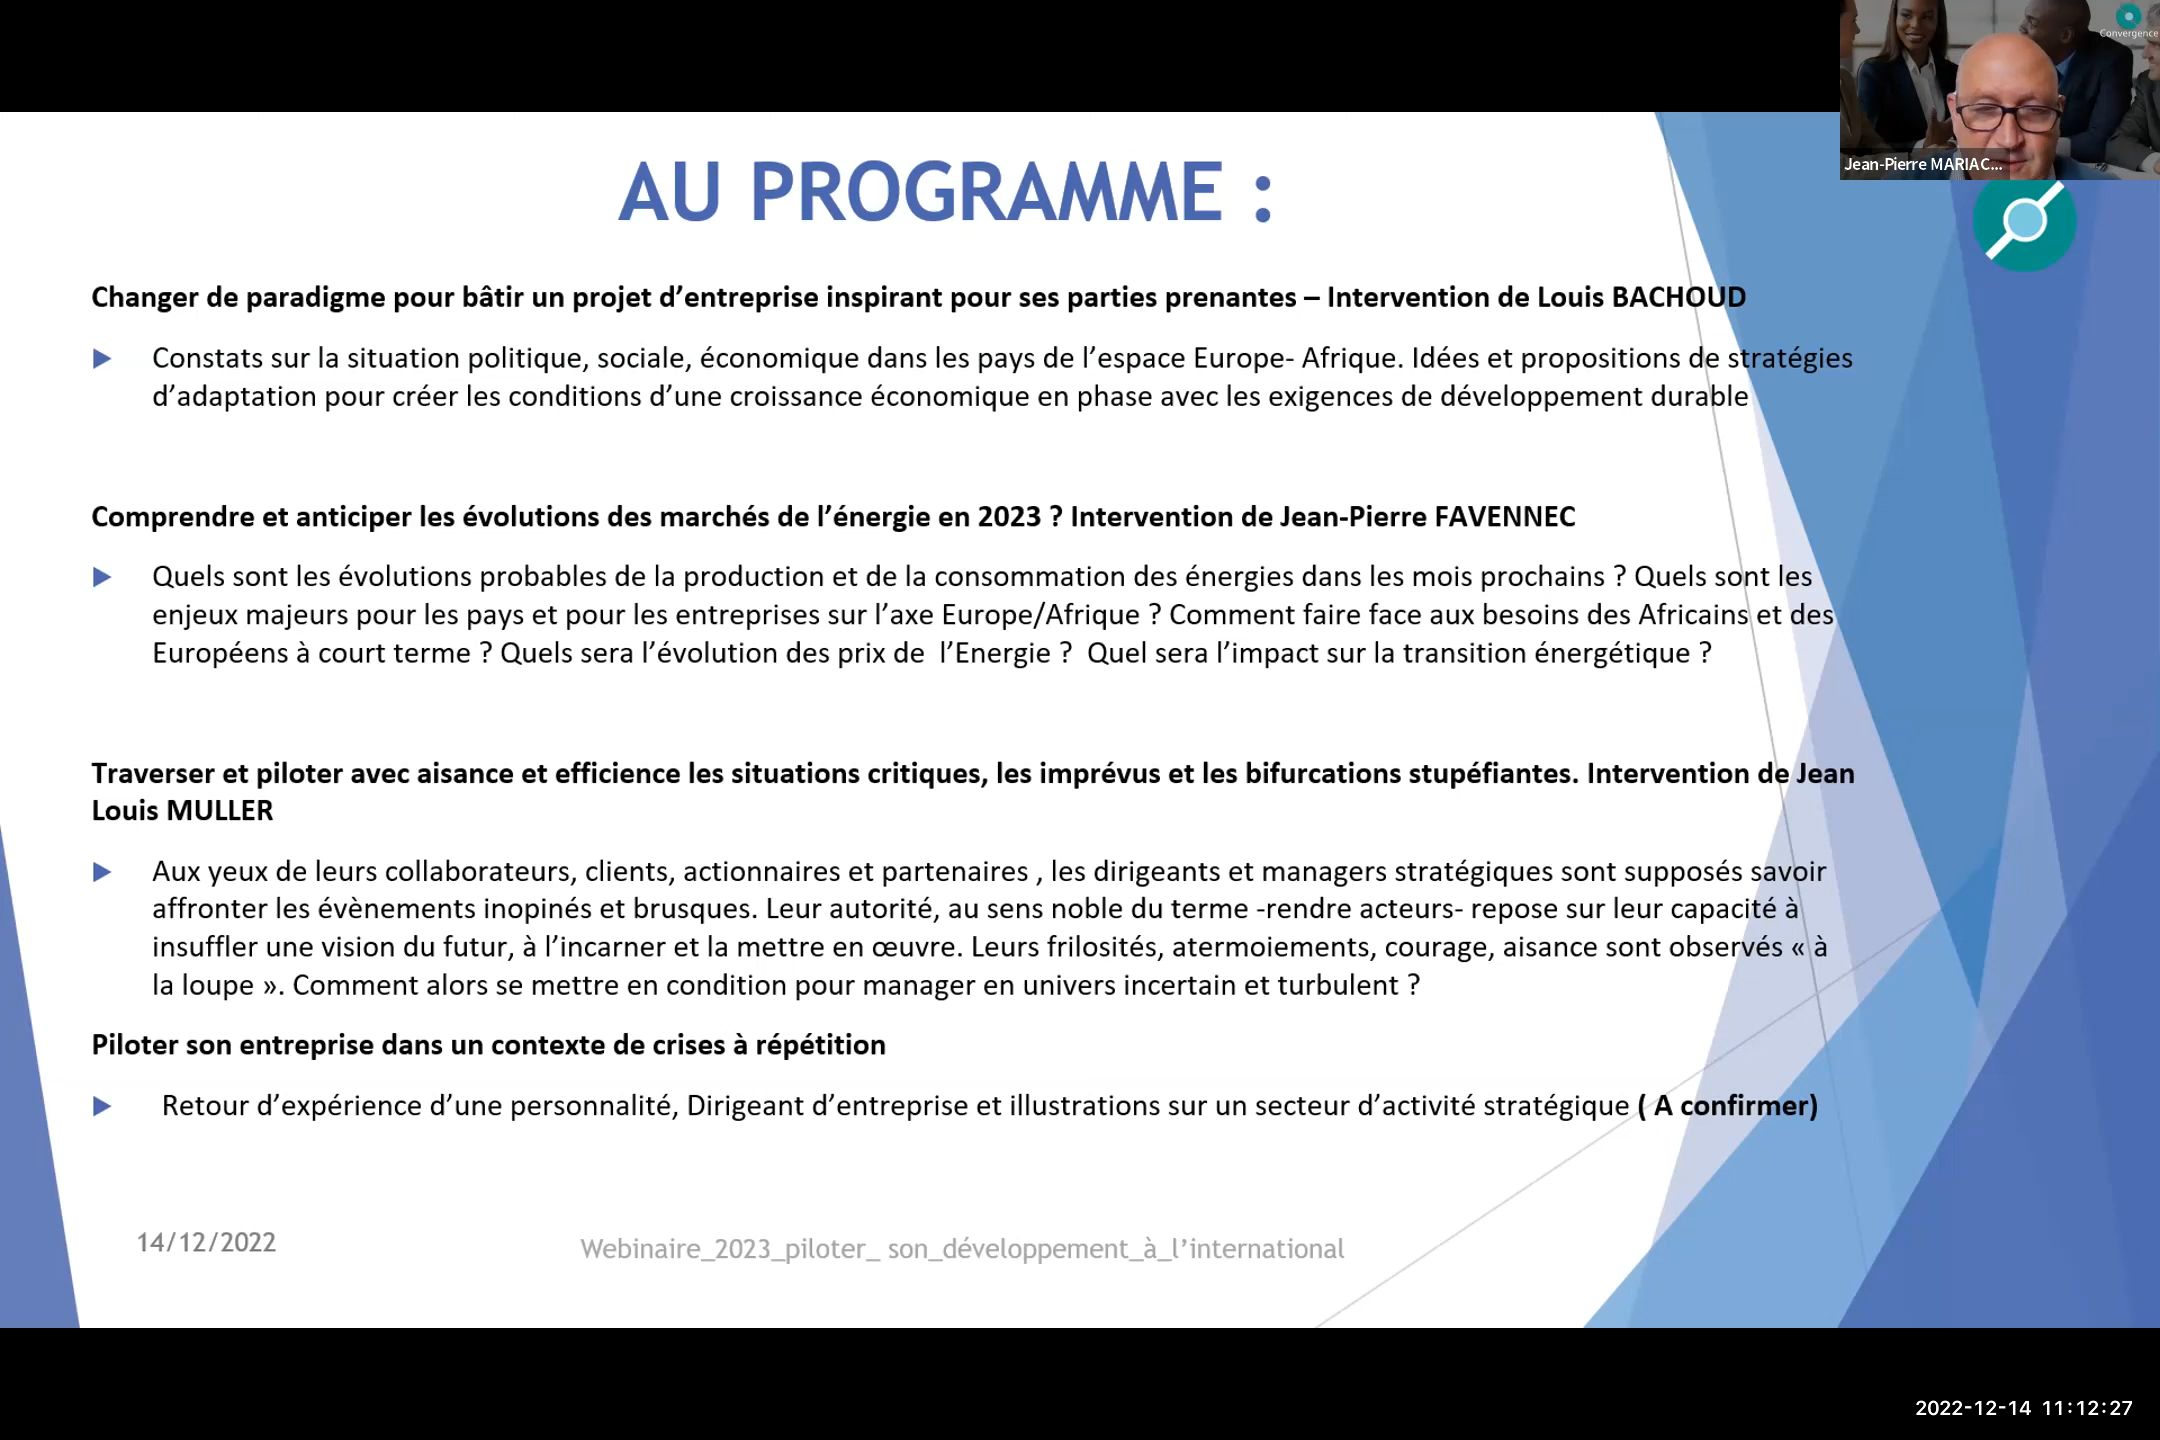 Convergence
Jean-Pierre MARIAC...
AU PROGRAMME :
Changer de paradigme pour bâtir un projet d’entreprise inspirant pour ses parties prenantes – Intervention de Louis BACHOUD
Constats sur la situation politique, sociale, économique dans les pays de l’espace Europe- Afrique. Idées et propositions de stratégies
d’adaptation pour créer les conditions d’une croissance économique en phase avec les exigences de développement durable
Comprendre et anticiper les évolutions des marchés de l’énergie en 2023 ? Intervention de Jean-Pierre FAVENNEC
Quels sont les évolutions probables de la production et de la consommation des énergies dans les mois prochains ? Quels sont les
enjeux majeurs pour les pays et pour les entreprises sur l’axe Europe/Afrique ? Comment faire face aux besoins des Africains et des
Européens à court terme ? Quels sera l’évolution des prix de  l’Energie ?  Quel sera l’impact sur la transition énergétique ?
Traverser et piloter avec aisance et efficience les situations critiques, les imprévus et les bifurcations stupéfiantes. Intervention de Jean
Louis MULLER
Aux yeux de leurs collaborateurs, clients, actionnaires et partenaires , les dirigeants et managers stratégiques sont supposés savoir
affronter les évènements inopinés et brusques. Leur autorité, au sens noble du terme -rendre acteurs- repose sur leur capacité à
insuffler une vision du futur, à l’incarner et la mettre en œuvre. Leurs frilosités, atermoiements, courage, aisance sont observés « à
la loupe ». Comment alors se mettre en condition pour manager en univers incertain et turbulent ?
Piloter son entreprise dans un contexte de crises à répétition
Retour d’expérience d’une personnalité, Dirigeant d’entreprise et illustrations sur un secteur d’activité stratégique ( A confirmer)
14/12/2022
Webinaire_2023_piloter_ son_développement_à_l’international
2022-12-14 11:12:27